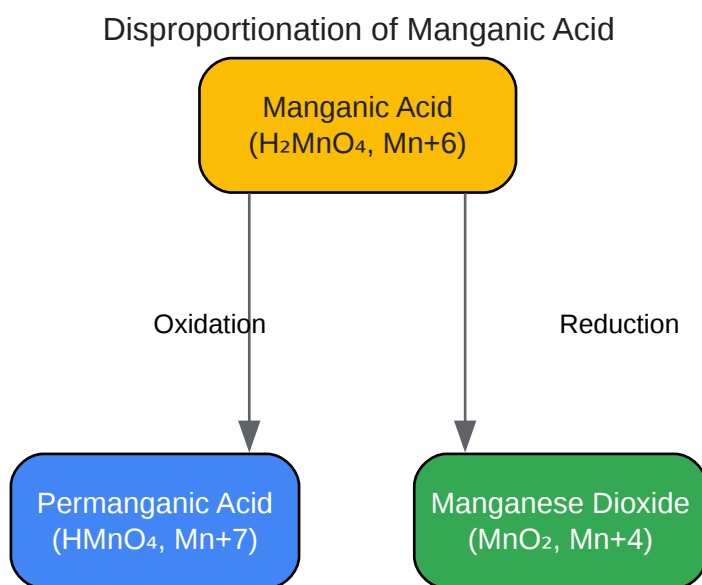 Disproportionation of Manganic Acid
Manganic Acid
(H₂MnO₄, Mn+6)
Oxidation
Reduction
Permanganic Acid
(HMnO₄, Mn+7)
Manganese Dioxide
(MnO₂, Mn+4)